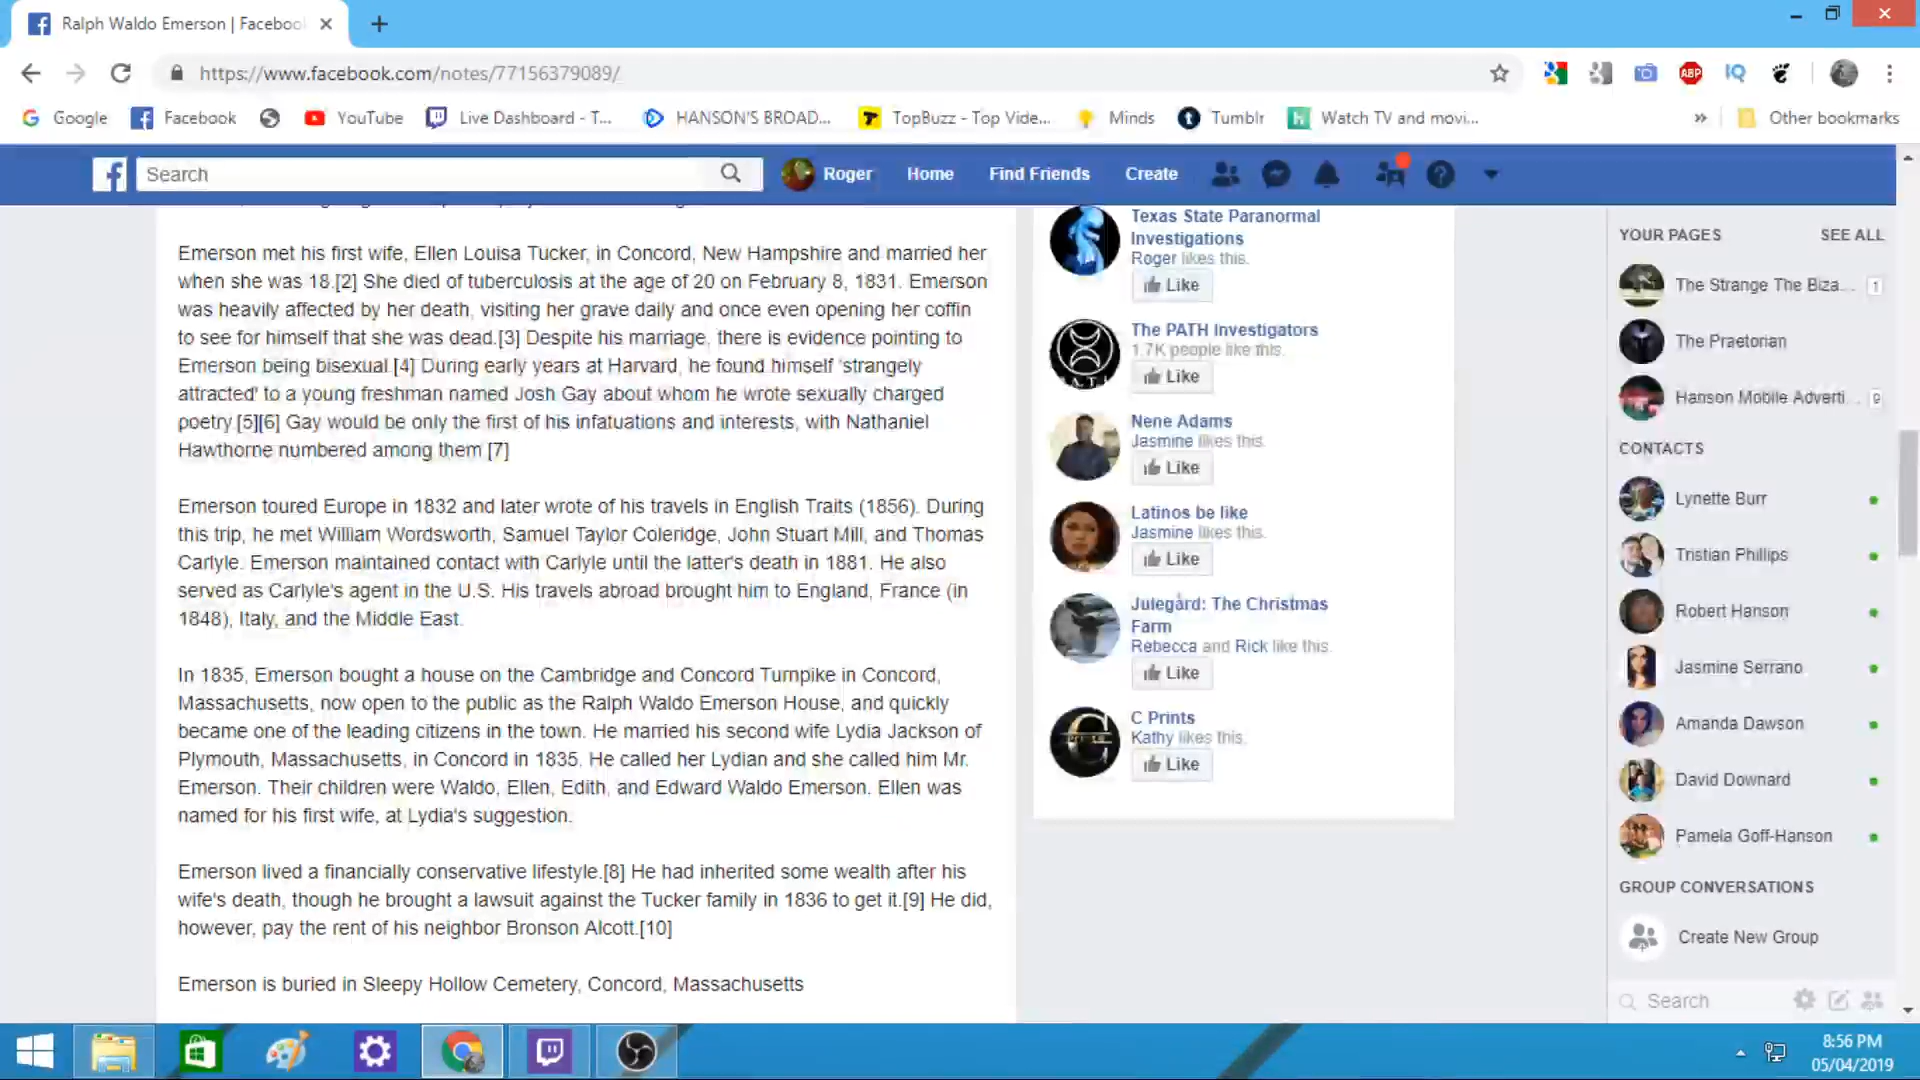 Ralph Waldo Emerson | Facebook
https://www.facebook.com/notes/77156379089/
ABP
Google
Facebook
YouTube
Live Dashboard - T...
HANSON'S BROAD...
TopBuzz - Top Vide...
Minds
Tumblr
Watch TV and movi...
»
Other bookmarks
Search
Roger
Home
Find Friends
Create
Emerson met his first wife, Ellen Louisa Tucker, in Concord, New Hampshire and married her
when she was 18.[2] She died of tuberculosis at the age of 20 on February 8, 1831. Emerson
was heavily affected by her death, visiting her grave daily and once even opening her coffin
to see for himself that she was dead.[3] Despite his marriage, there is evidence pointing to
Emerson being bisexual.[4] During early years at Harvard, he found himself 'strangely
attracted' to a young freshman named Josh Gay about whom he wrote sexually charged
poetry.[5][6] Gay would be only the first of his infatuations and interests, with Nathaniel
Hawthorne numbered among them.[7]
Emerson toured Europe in 1832 and later wrote of his travels in English Traits (1856). During
this trip, he met William Wordsworth, Samuel Taylor Coleridge, John Stuart Mill, and Thomas
Carlyle. Emerson maintained contact with Carlyle until the latter's death in 1881. He also
served as Carlyle's agent in the U.S. His travels abroad brought him to England, France (in
1848), Italy, and the Middle East.
In 1835, Emerson bought a house on the Cambridge and Concord Turnpike in Concord,
Massachusetts, now open to the public as the Ralph Waldo Emerson House, and quickly
became one of the leading citizens in the town. He married his second wife Lydia Jackson of
Plymouth, Massachusetts, in Concord in 1835. He called her Lydian and she called him Mr.
Emerson. Their children were Waldo, Ellen, Edith, and Edward Waldo Emerson. Ellen was
named for his first wife, at Lydia's suggestion.
Emerson lived a financially conservative lifestyle.[8] He had inherited some wealth after his
wife's death, though he brought a lawsuit against the Tucker family in 1836 to get it.[9] He did,
however, pay the rent of his neighbor Bronson Alcott.[10]
Emerson is buried in Sleepy Hollow Cemetery, Concord, Massachusetts
Texas State Paranormal
Investigations
Roger likes this.
Like
The PATH Investigators
1.7K people like this.
Like
Nene Adams
Jasmine likes this.
Like
Latinos be like
Jasmine likes this.
Like
Julegård: The Christmas
Farm
Rebecca and Rick like this.
Like
C Prints
Kathy likes this.
Like
YOUR PAGES
SEE ALL
The Strange The Biza...
1
The Praetorian
Hanson Mobile Adverti...
9
CONTACTS
Lynette Burr
Tristian Phillips
Robert Hanson
Jasmine Serrano
Amanda Dawson
David Downard
Pamela Goff-Hanson
GROUP CONVERSATIONS
Create New Group
Search
8:56 PM
05/04/2019